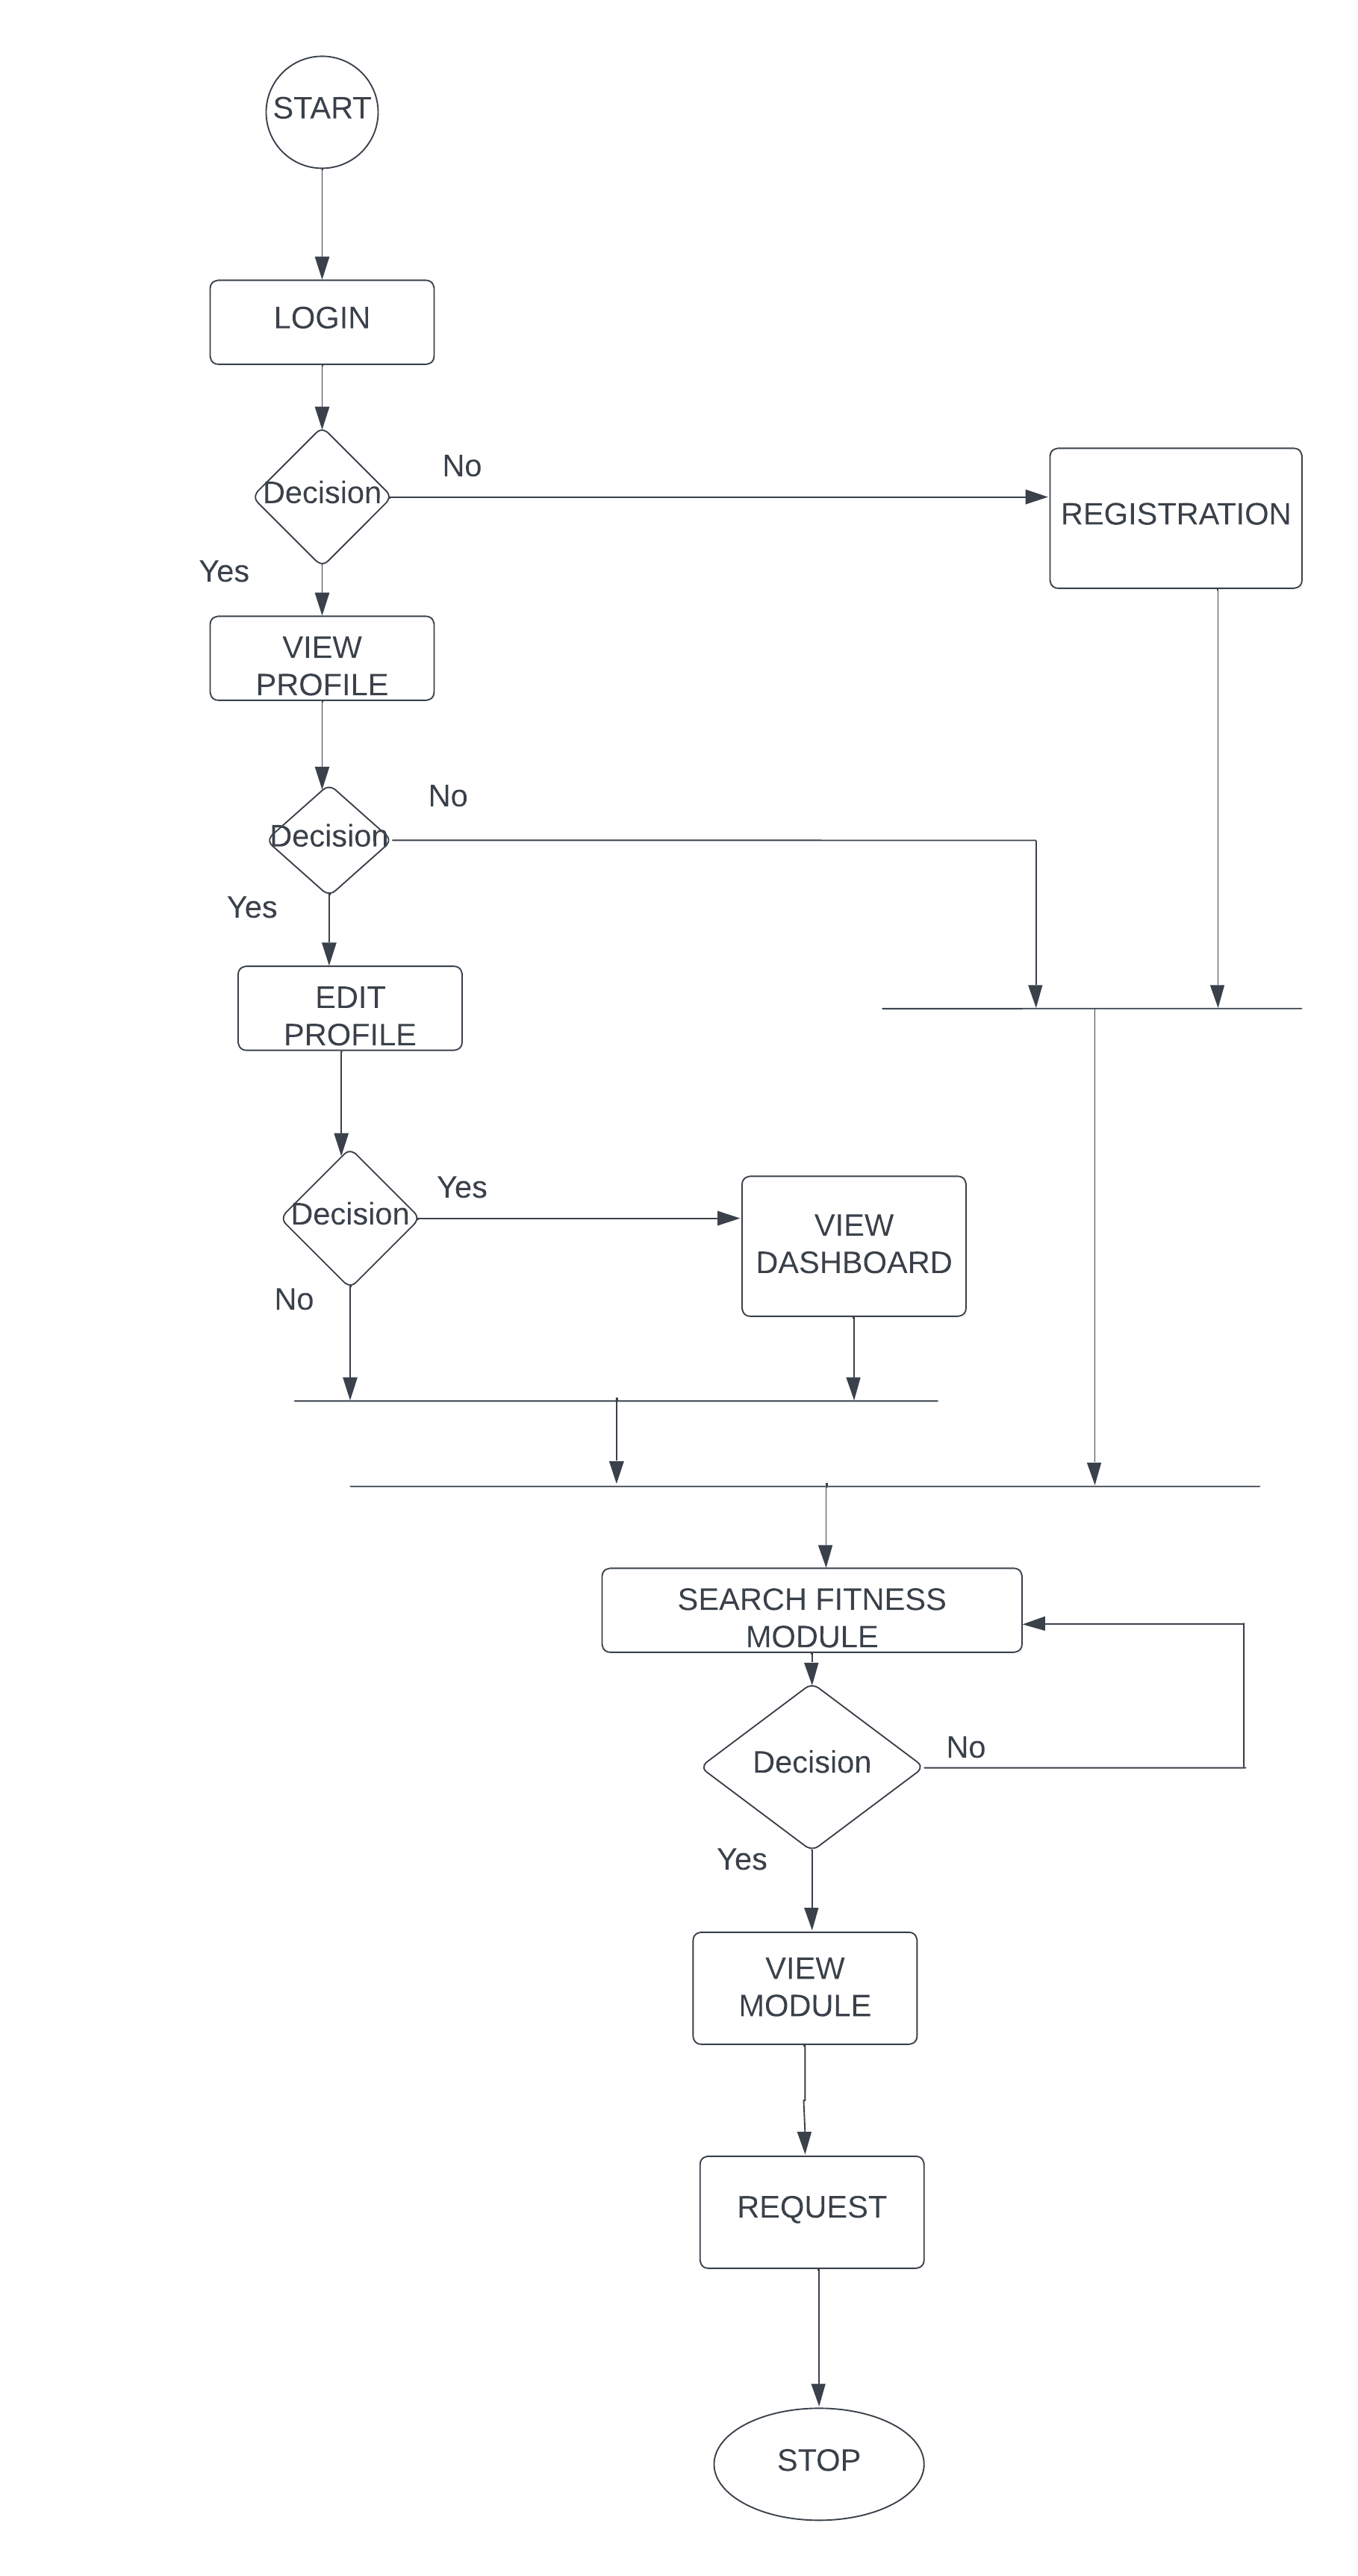 START
LOGIN
No
Decision
REGISTRATION
Yes
VIEW
PROFILE
No
Decision
Yes
EDIT
PROFILE
Yes
Decision
VIEW
DASHBOARD
No
SEARCH FITNESS
MODULE
No
Decision
Yes
VIEW
MODULE
REQUEST
STOP